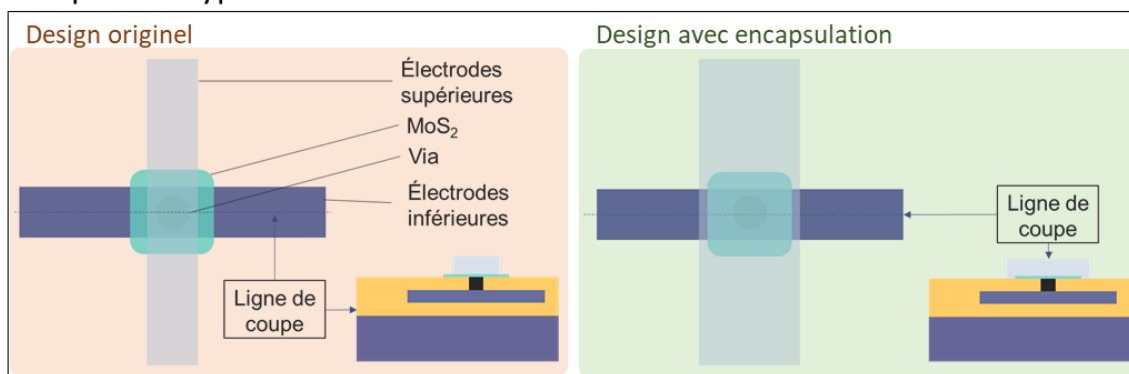 Design originel
Électrodes
supérieures
MoS2
Via
Électrodes
inférieures
Ligne de
coupe
Design avec encapsulation
Ligne de
coupe